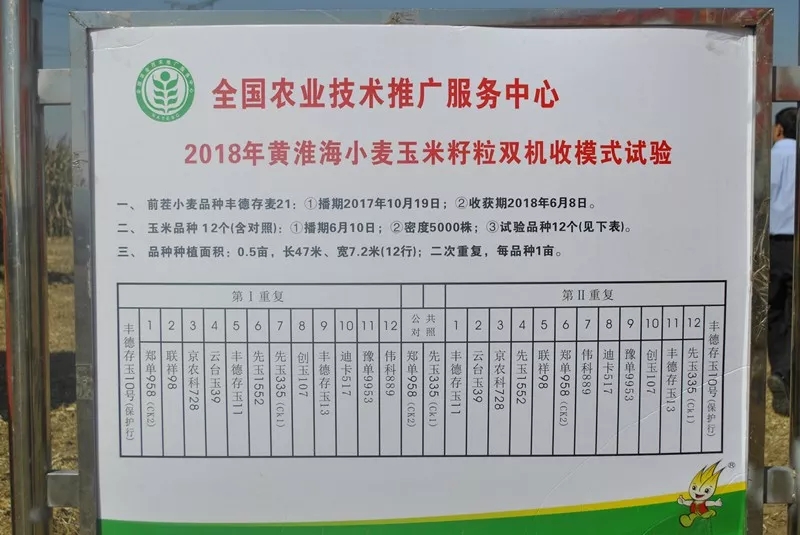 全国农业技术推广服务中心
2018年黄淮海小麦玉米籽粒双机收模式试验
一、前茬小麦品种丰德存麦21：①播期2017年10月19日；②收获期2018年6月8日。
二、玉米品种12个(含对照)：①播期6月10日；②密度5000株；③试验品种12个(见下表)。
三、品种种植面积：0.5亩，长47米、宽7.2米(12行)；二次重复，每品种1亩。
第Ⅰ重复
公共
对照
第Ⅱ重复
丰德存玉10号(保护行)
1 郑单958(CK2)
2 联祥98
3 京农科728
4 云台玉39
5 丰德存玉11
6 先玉1552
7 先玉335(Ck1)
8 创玉107
9 丰德存玉13
10 迪卡517
11 豫单9953
12 伟科889
郑单958(CK2)
先玉335(Ck1)
1 丰德存玉11
2 云台玉39
3 京农科728
4 先玉1552
5 联祥98
6 郑单958(CK2)
7 伟科889
8 迪卡517
9 豫单9953
10 创玉107
11 丰德存玉13
12 先玉335(Ck1)
丰德存玉10号(保护行)
®